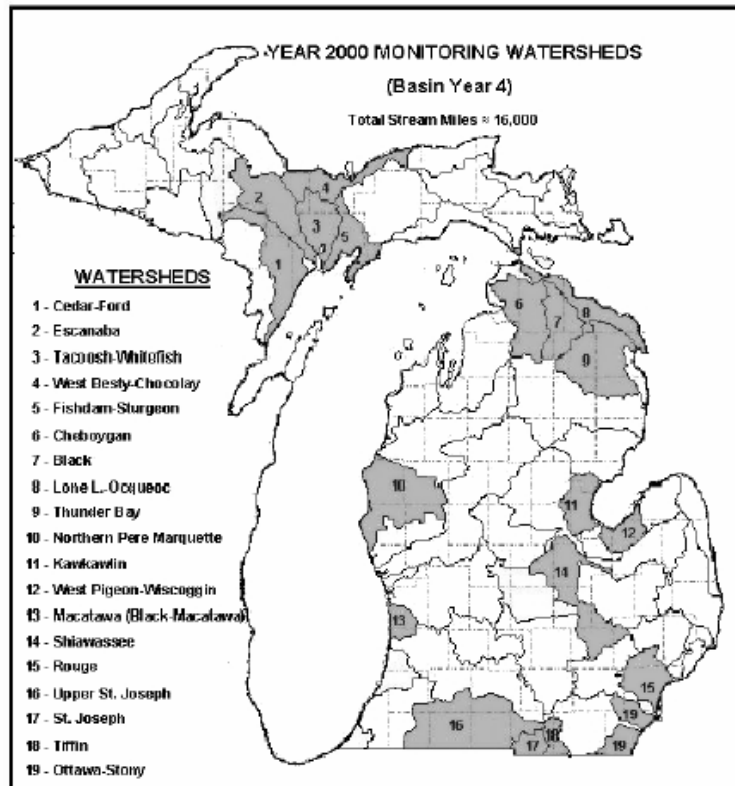 YEAR 2000 MONITORING WATERSHEDS
(Basin Year 4)
Total Stream Miles ≈ 16,000
2
4
3
5
1
WATERSHEDS
1 - Cedar-Ford
2 - Escanaba
3 - Tacoosh-Whitefish
4 - West Besty-Chocolay
5 - Fishdam-Sturgeon
6 - Cheboygan
7 - Black
8 - Lone L.-Ocqueoc
9 - Thunder Bay
10 - Northern Pere Marquette
11 - Kawkawlin
12 - West Pigeon-Wiscoggin
13 - Macatawa (Black-Macatawa)
14 - Shiawassee
15 - Rouge
16 - Upper St. Joseph
17 - St. Joseph
18 - Tiffin
19 - Ottawa-Stony
6
7
8
9
10
11
12
14
13
15
16
17
18
19
19